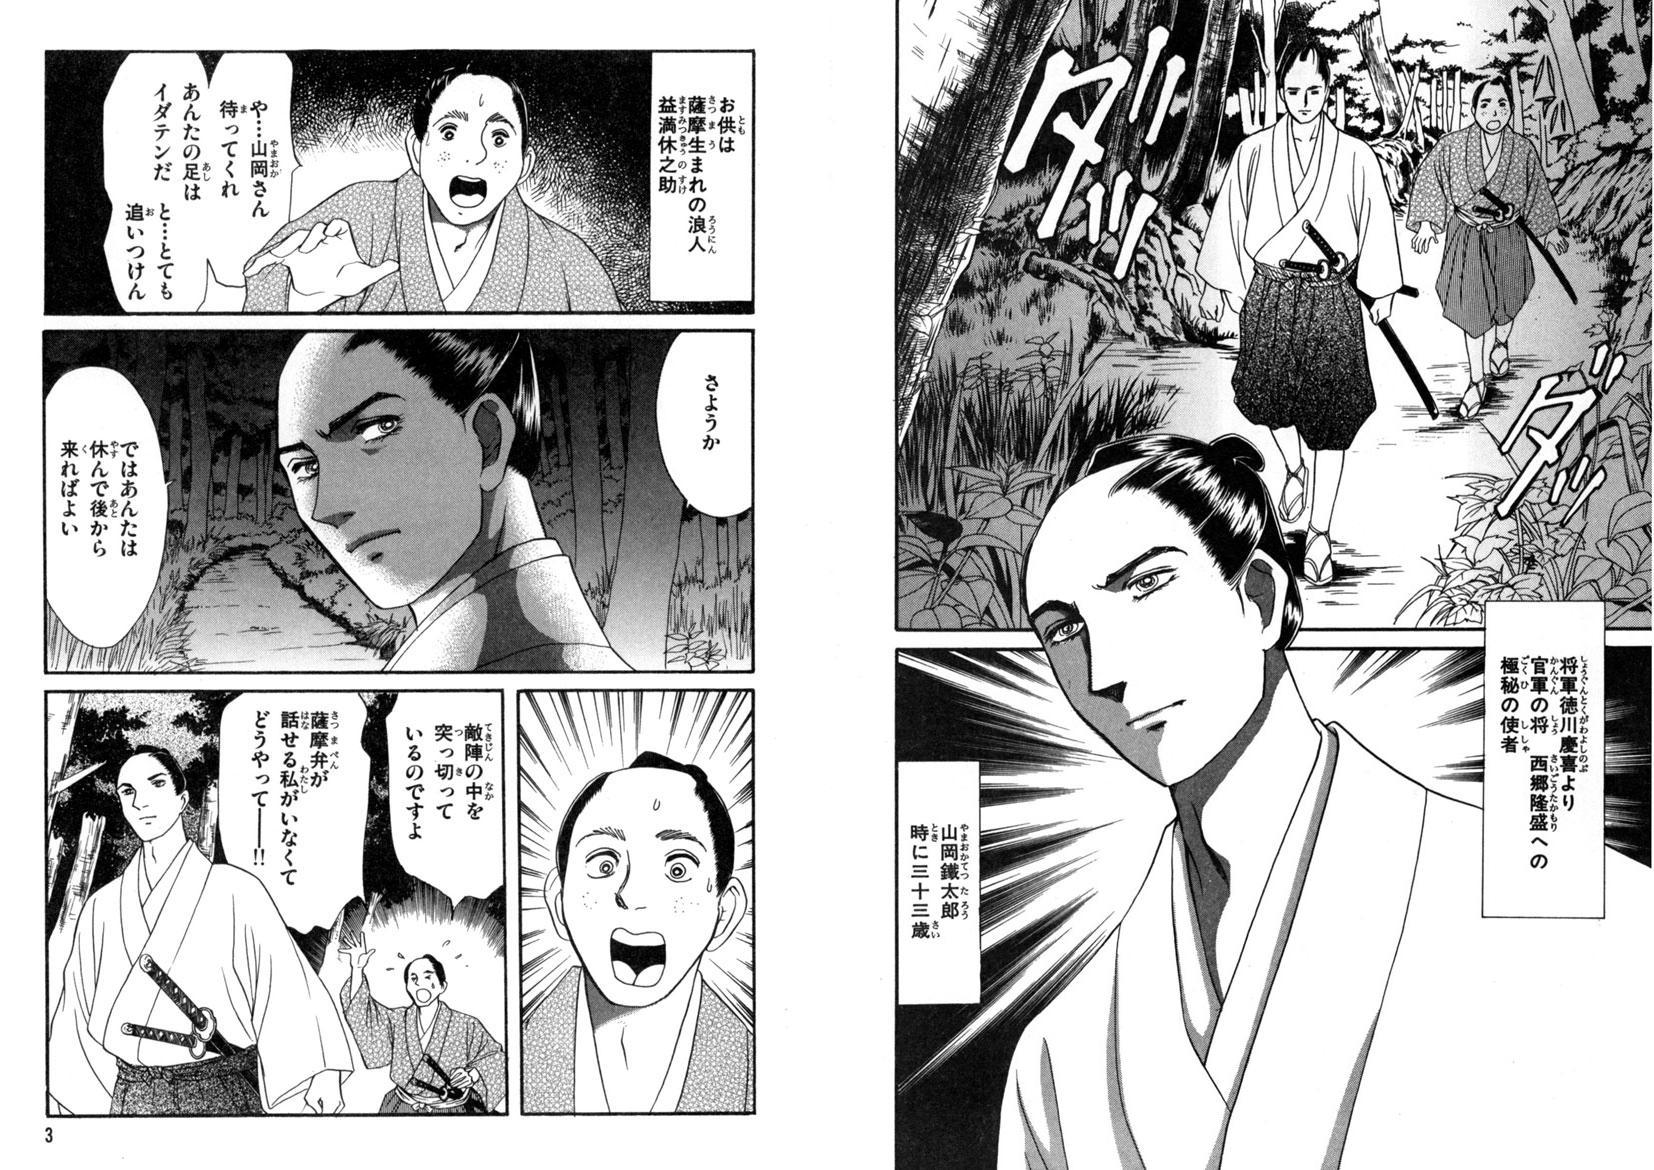 ダダダッ
ダダッ
将軍徳川慶喜より
官軍の将 西郷隆盛への
極秘の使者
山岡鐵太郎
時に三十三歳
お供は
薩摩生まれの浪人
益満休之助
や…山岡さん
待ってくれ
あんたの足は
イダテンだ
と…とても
追いつけん
さようか
ではあんたは
休んで後から
来ればよい
敵陣の中を
突っ切って
いるのですよ
薩摩弁が
話せる私がいなくて
どうやって――!!
3